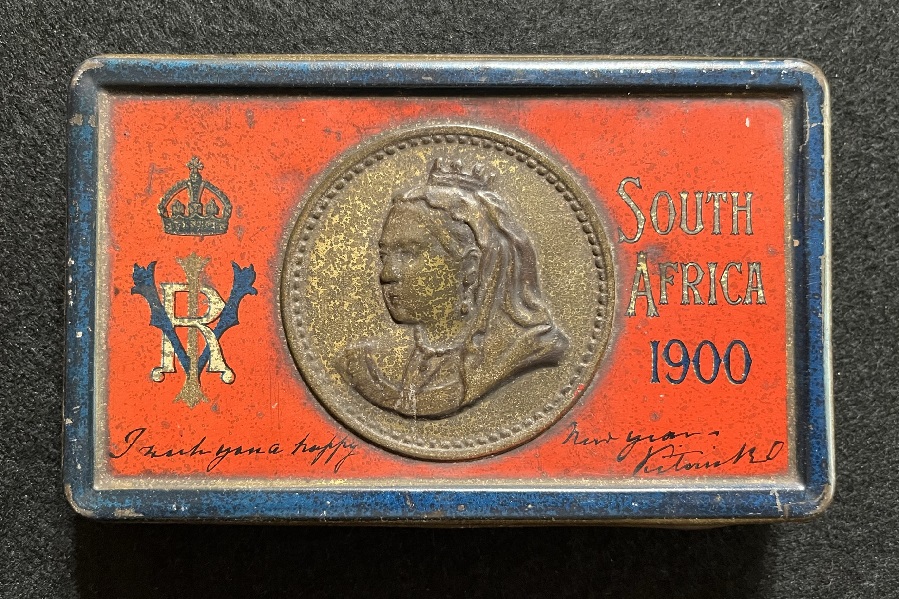 VRI
SOUTH
AFRICA
1900
I wish you a happy
New year.
Victoria RI